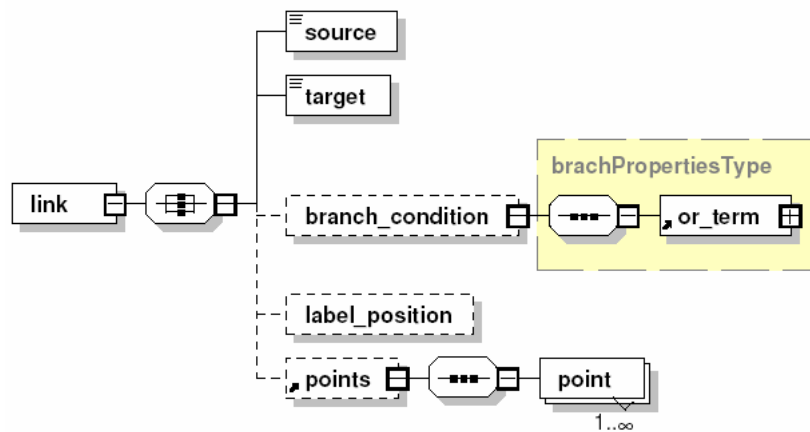 source
target
brachPropertiesType
link
branch_condition
or_term
label_position
points
point
1..∞